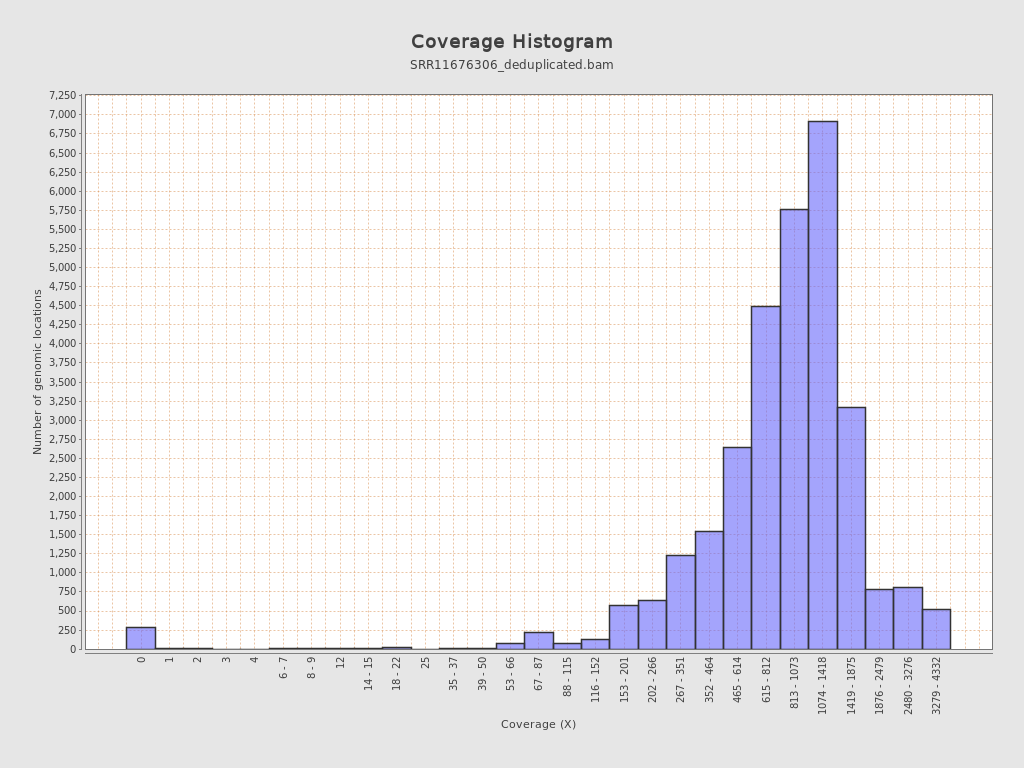 Coverage Histogram
SRR11676306_deduplicated.bam
7,250
7,000
6,750
6,500
6,250
6,000
5,750
5,500
5,250
5,000
4,750
4,500
4,250
4,000
3,750
3,500
3,250
3,000
2,750
2,500
2,250
2,000
1,750
1,500
1,250
1,000
750
500
250
0
Number of genomic locations
0
1
2
3
4
6 - 7
8 - 9
12
14 - 15
18 - 22
25
35 - 37
39 - 50
53 - 66
67 - 87
88 - 115
116 - 152
153 - 201
202 - 266
267 - 351
352 - 464
465 - 614
615 - 812
813 - 1073
1074 - 1418
1419 - 1875
1876 - 2479
2480 - 3276
3279 - 4332
Coverage (X)